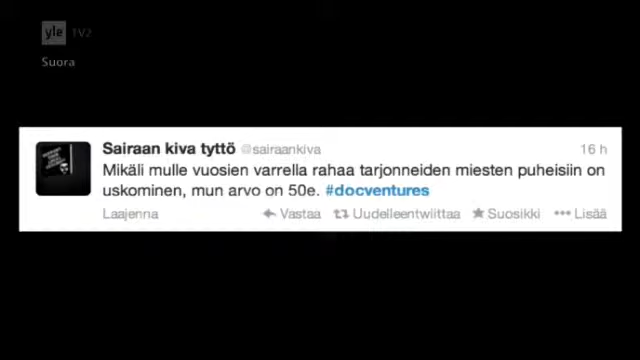 yle TV2
Suora
Sairaan kiva tyttö @sairaankiva 16 h
Mikäli mulle vuosien varrella rahaa tarjonneiden miesten puheisiin on
uskominen, mun arvo on 50e. #docventures
Laajenna Vastaa Uudelleentwiittaa Suosikki Lisää